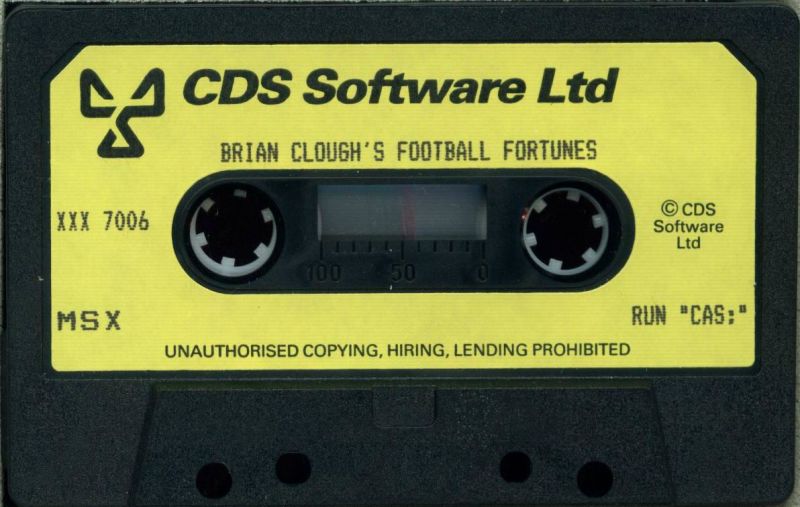 CDS Software Ltd
BRIAN CLOUGH'S FOOTBALL FORTUNES
XXX 7006
© CDS
Software
Ltd
100 50 0
MSX
RUN "CAS:"
UNAUTHORISED COPYING, HIRING, LENDING PROHIBITED